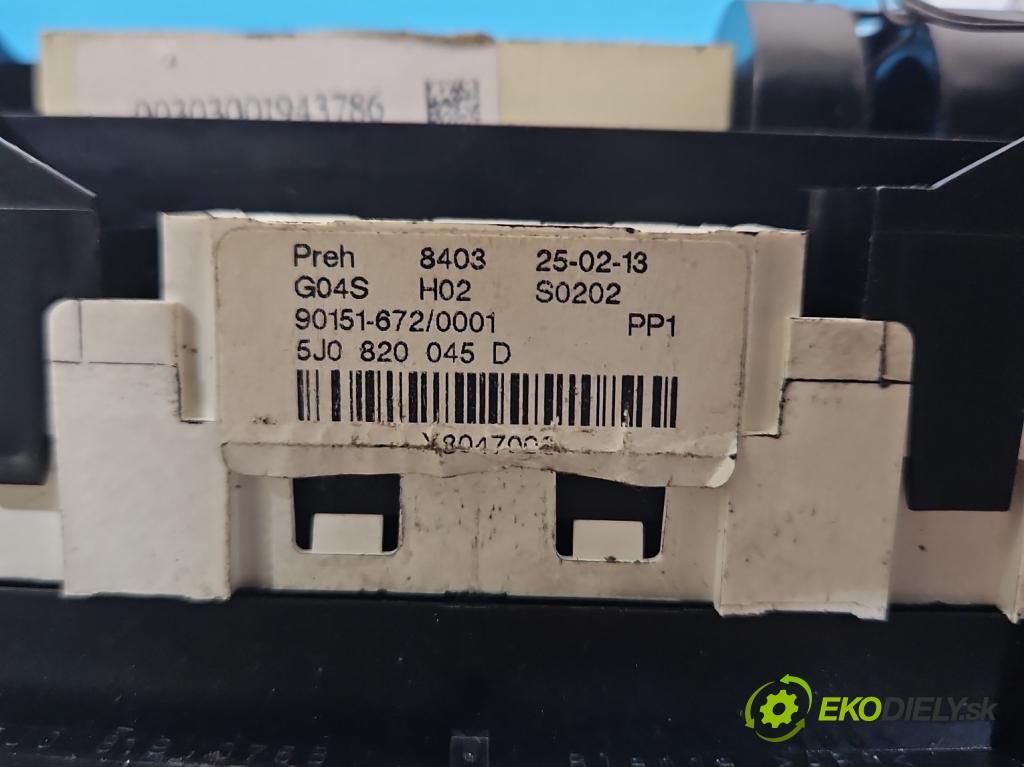 00303001943786
Preh 8403 25-02-13
G04S H02 S0202
90151-672/0001 PP1
5J0 820 045 D
EKODIELY.sk